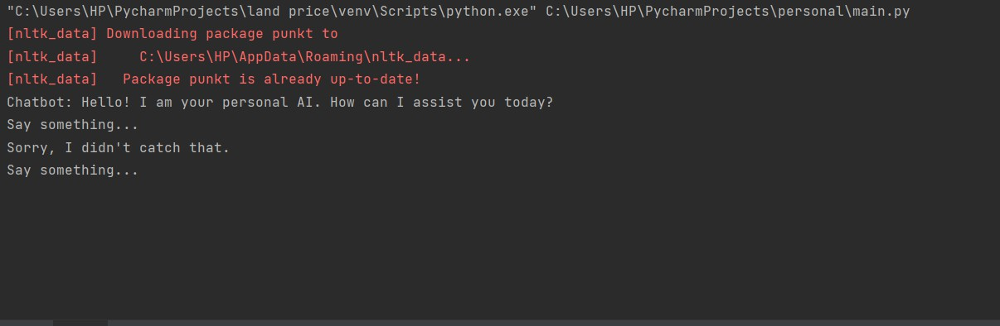 "C:\Users\HP\PycharmProjects\land price\venv\Scripts\python.exe" C:\Users\HP\PycharmProjects\personal\main.py
[nltk_data] Downloading package punkt to
[nltk_data]     C:\Users\HP\AppData\Roaming\nltk_data...
[nltk_data]   Package punkt is already up-to-date!
Chatbot: Hello! I am your personal AI. How can I assist you today?
Say something...
Sorry, I didn't catch that.
Say something...